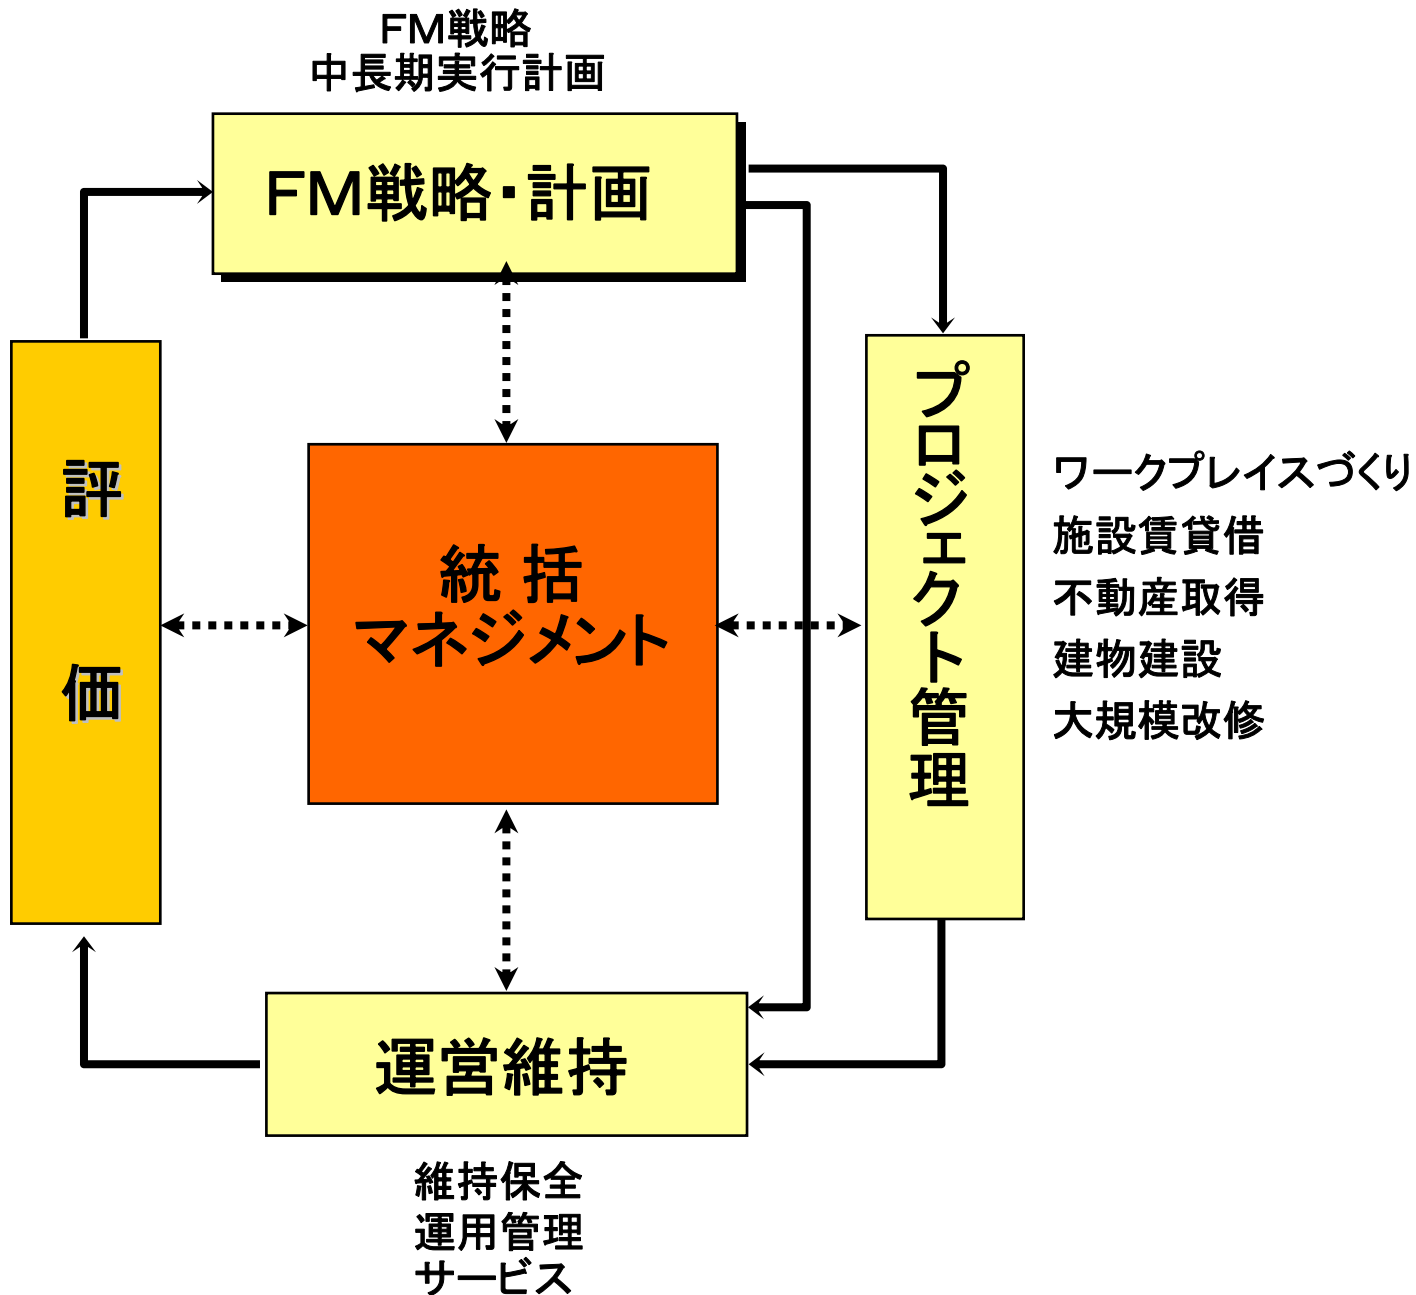 ＦＭ戦略
中長期実行計画
ＦＭ戦略・計画
評価
統 括
マネジメント
プロジェクト管理
ワークプレイスづくり
施設賃貸借
不動産取得
建物建設
大規模改修
運営維持
維持保全
運用管理
サービス